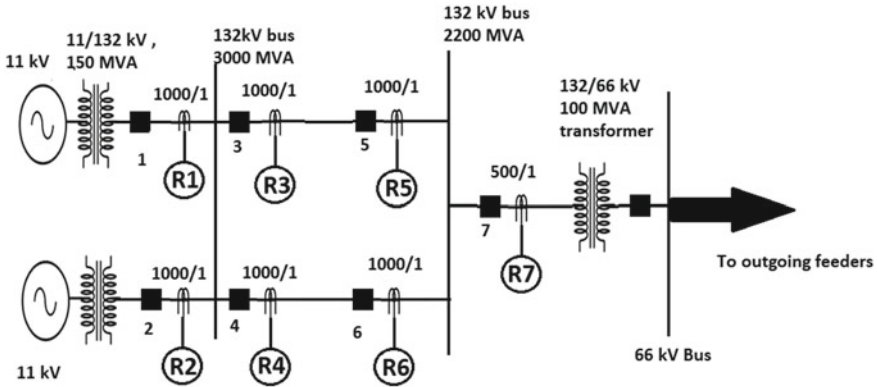 11 kV
11/132 kV ,
150 MVA
132kV bus
3000 MVA
132 kV bus
2200 MVA
1000/1
1000/1
1000/1
132/66 kV
100 MVA
transformer
1
3
5
R1
R3
R5
500/1
7
R7
To outgoing feeders
1000/1
1000/1
1000/1
2
4
6
R2
R4
R6
11 kV
66 kV Bus